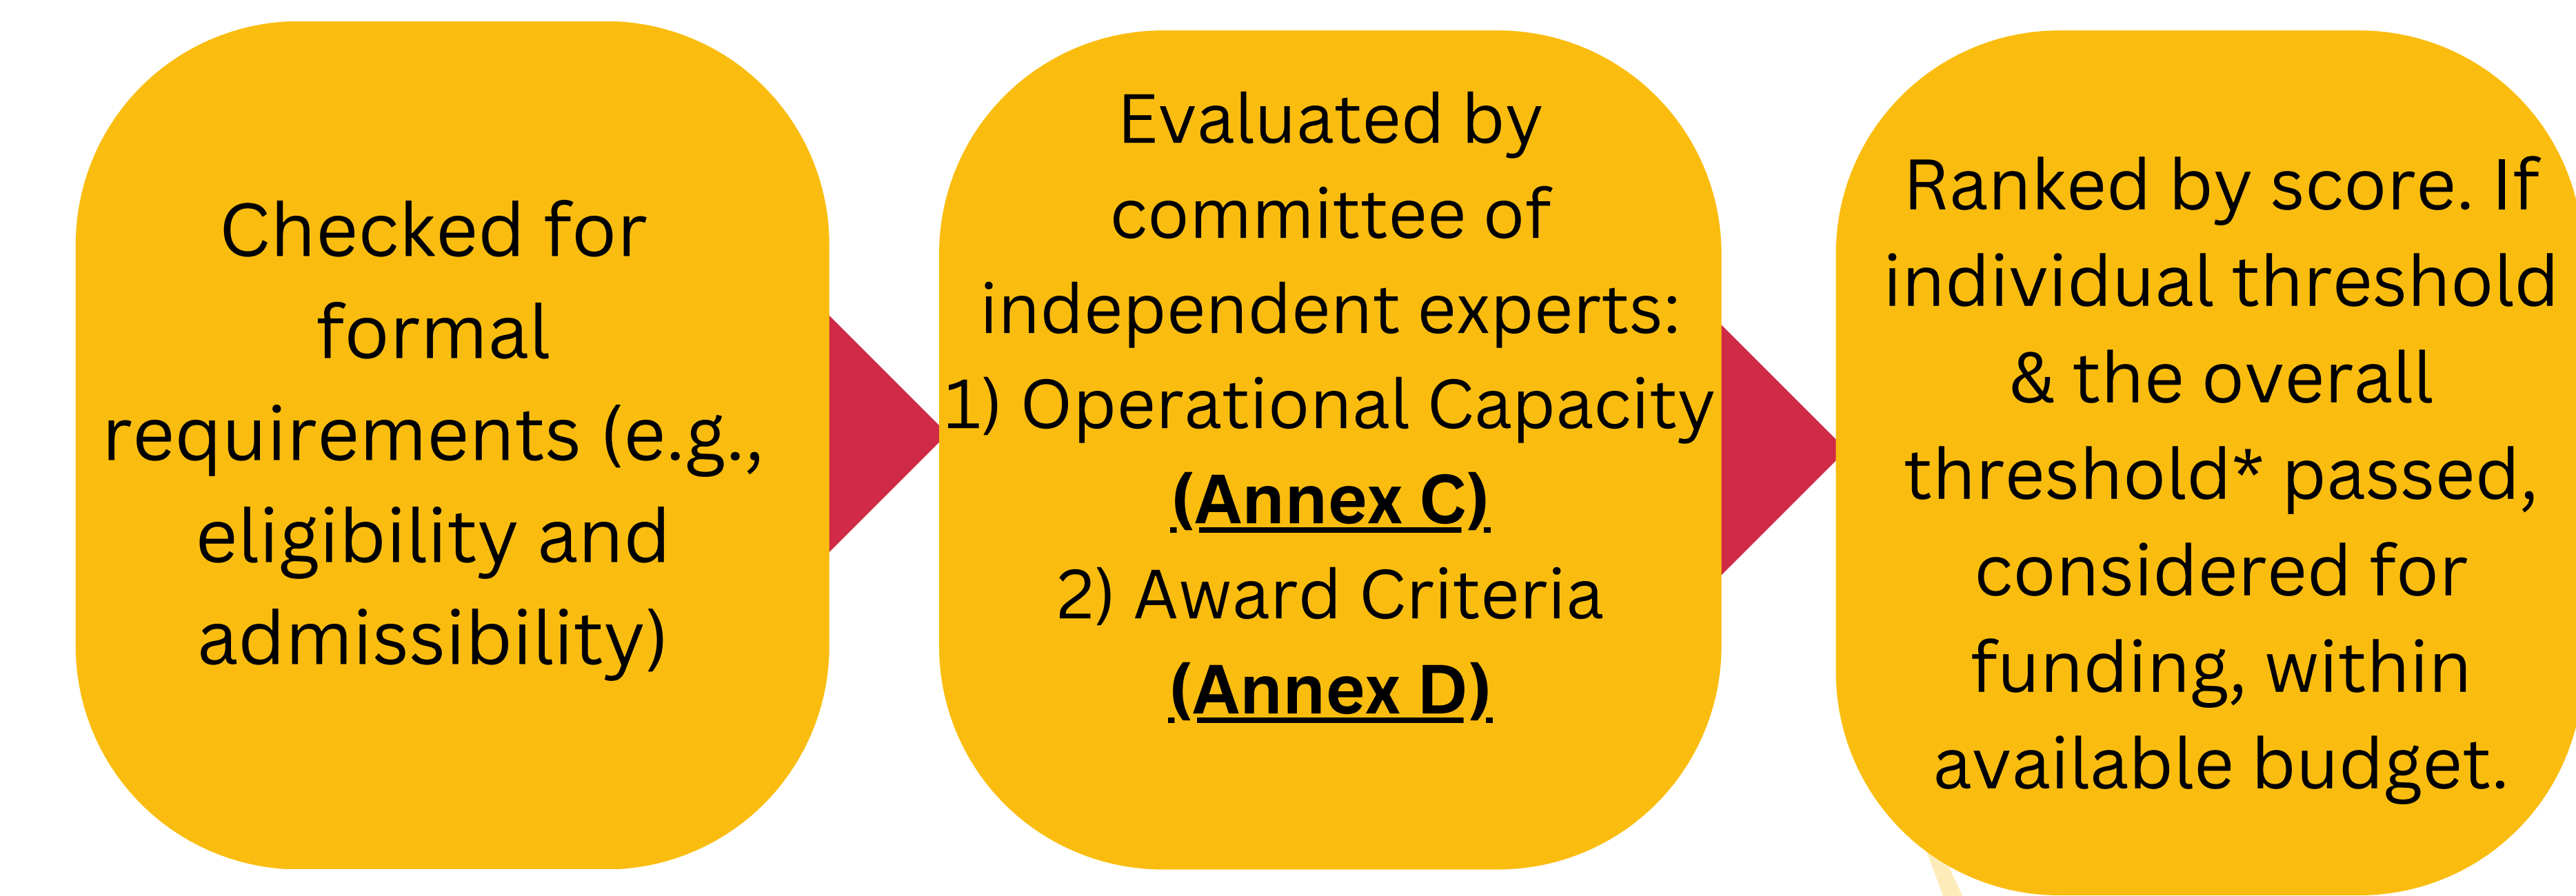 Checked for
formal
requirements (e.g.,
eligibility and
admissibility)
Evaluated by
committee of
independent experts:
1) Operational Capacity
(Annex C)
2) Award Criteria
(Annex D)
Ranked by score. If
individual threshold
& the overall
threshold* passed,
considered for
funding, within
available budget.